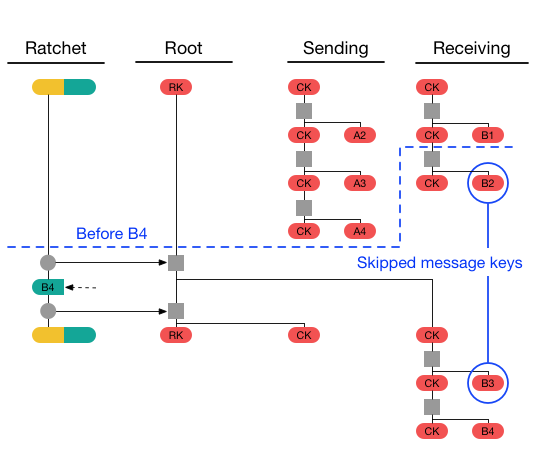 Ratchet Root Sending Receiving
RK CK CK
CK A2 CK B1
CK A3 CK B2
Before B4 CK A4
Skipped message keys
B4
RK CK CK
CK B3
CK B4